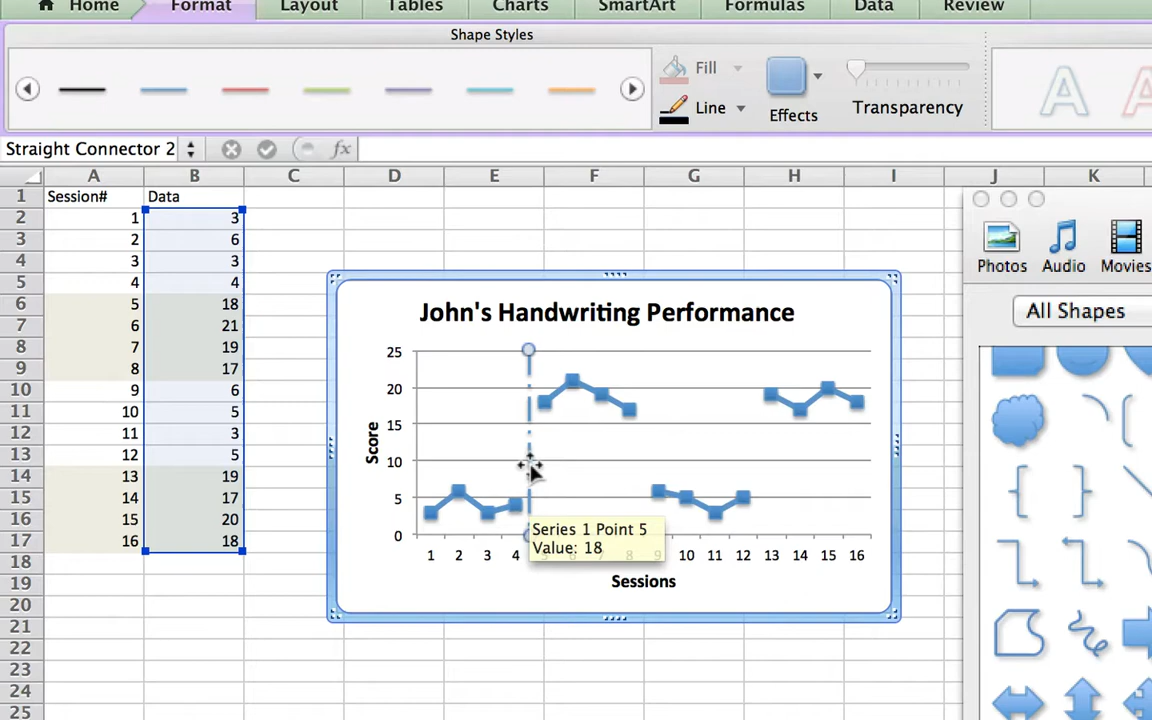 Home Format Layout Tables Charts SmartArt Formulas Data Review
Shape Styles
Fill
Line
Effects
Transparency
A A
Straight Connector 2 fx
A B C D E F G H I J K
1 Session# Data
2 1 3
3 2 6
4 3 3
5 4 4
6 5 18
7 6 21
8 7 19
9 8 17
10 9 6
11 10 5
12 11 3
13 12 5
14 13 19
15 14 17
16 15 20
17 16 18
18
19
20
21
22
23
24
25
John's Handwriting Performance
25
20
15
10
5
0
Score
1 2 3 4 5 6 7 8 9 10 11 12 13 14 15 16
Sessions
Series 1 Point 5
Value: 18
Photos Audio Movies
All Shapes